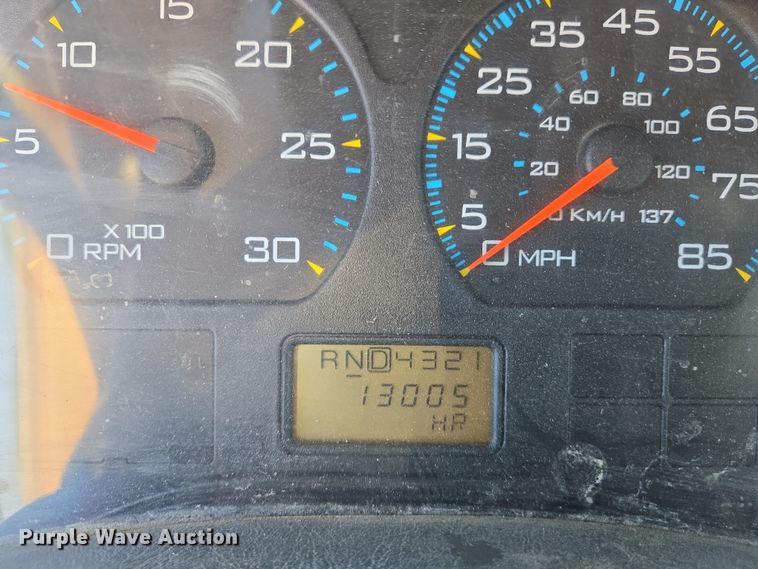 15
10 20
5 25
X100
0 RPM 30
45
35 55
25 60 80 65
40 100
15 20 120 75
5 0 KM/H 137
0 MPH 85
RND4321
13005
HR
Purple Wave Auction